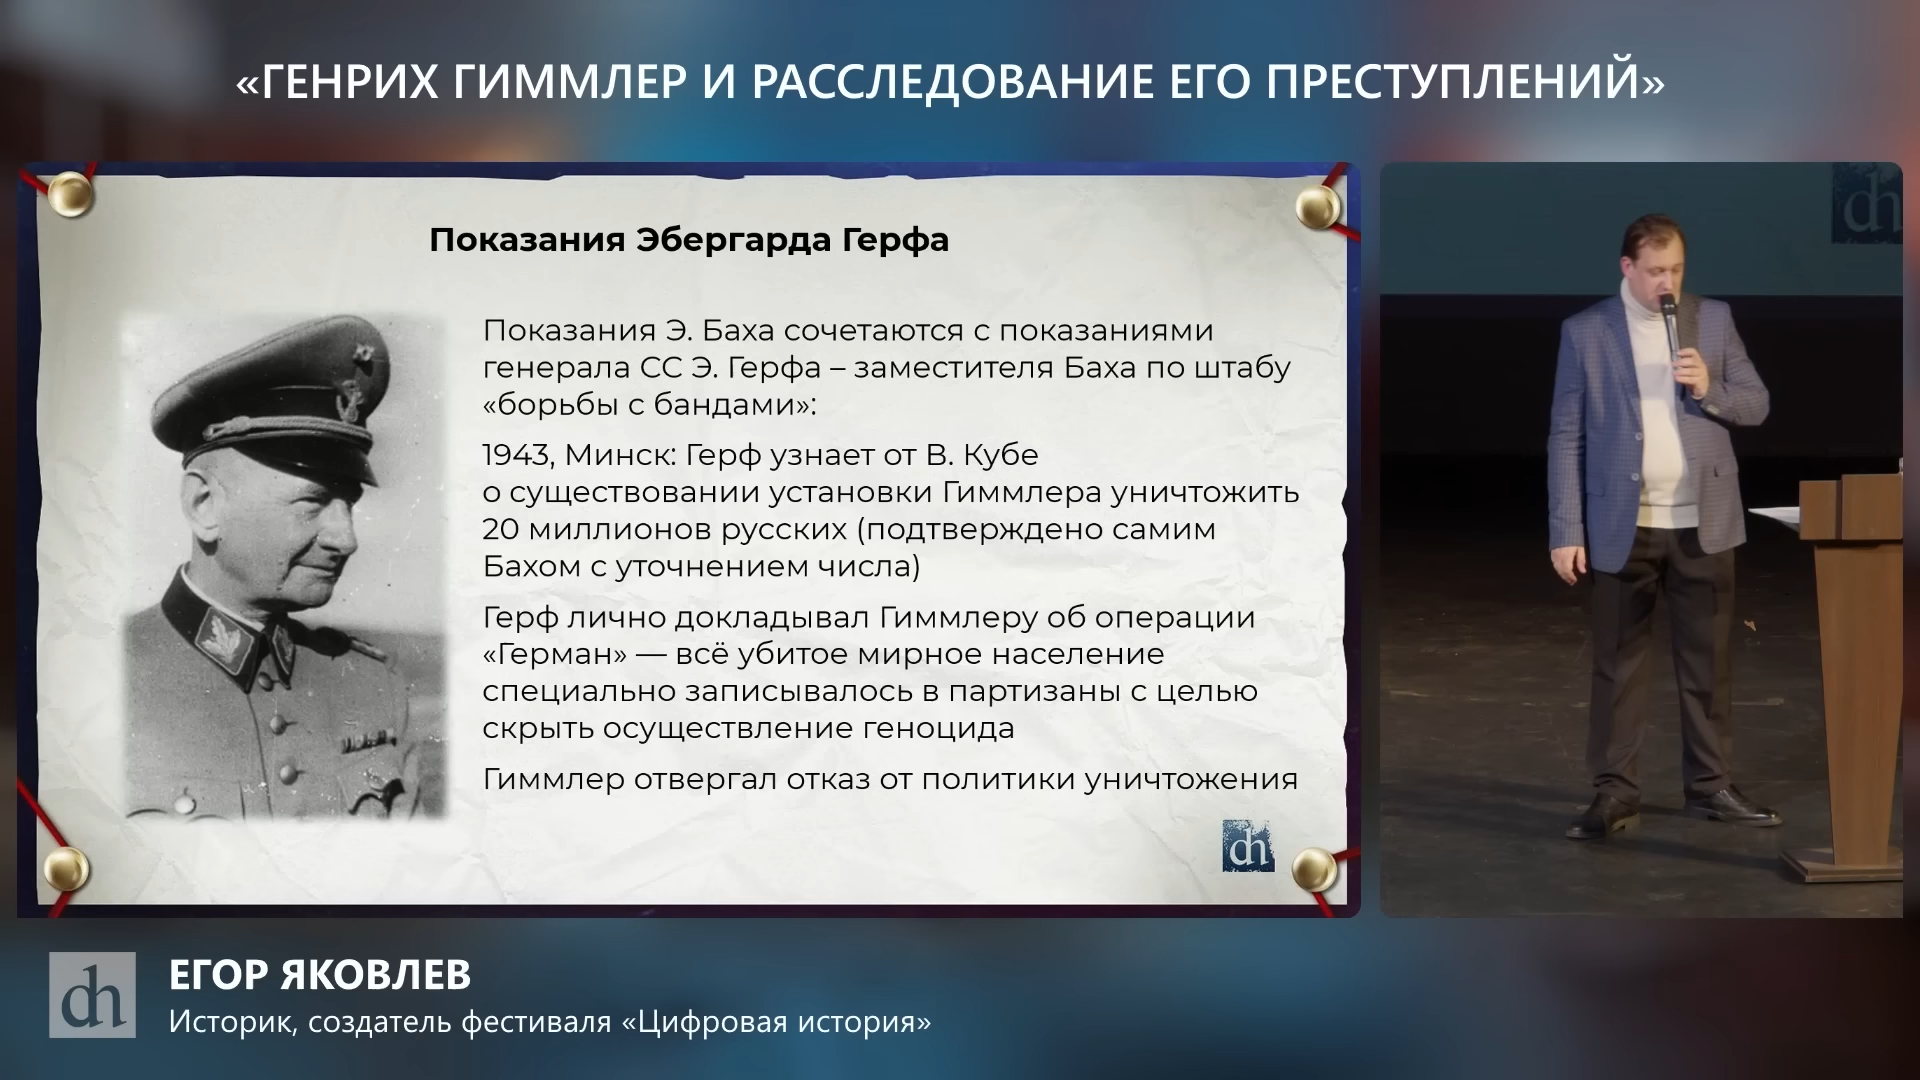 «ГЕНРИХ ГИММЛЕР И РАССЛЕДОВАНИЕ ЕГО ПРЕСТУПЛЕНИЙ»
Показания Эбергарда Герфа
Показания Э. Баха сочетаются с показаниями
генерала СС Э. Герфа – заместителя Баха по штабу
«борьбы с бандами»:
1943, Минск: Герф узнает от В. Кубе
о существовании установки Гиммлера уничтожить
20 миллионов русских (подтверждено самим
Бахом с уточнением числа)
Герф лично докладывал Гиммлеру об операции
«Герман» — всё убитое мирное население
специально записывалось в партизаны с целью
скрыть осуществление геноцида
Гиммлер отвергал отказ от политики уничтожения
dh
dh
dh
ЕГОР ЯКОВЛЕВ
Историк, создатель фестиваля «Цифровая история»